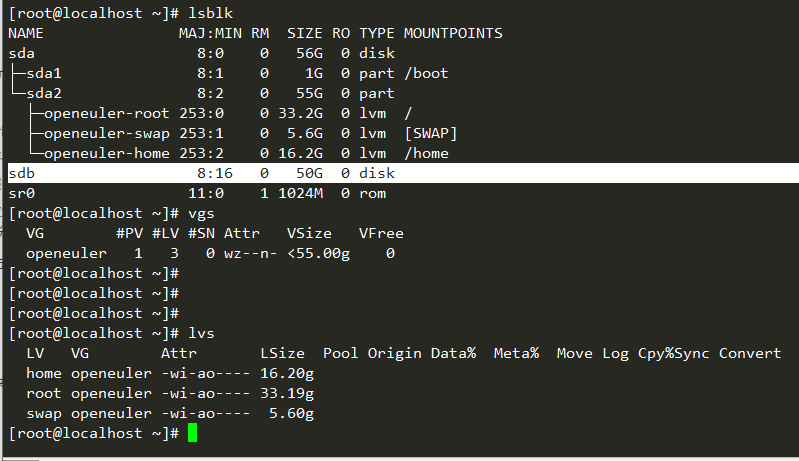 [root@localhost ~]# lsblk
NAME               MAJ:MIN RM  SIZE RO TYPE MOUNTPOINTS
sda                  8:0    0   56G  0 disk
├─sda1               8:1    0    1G  0 part /boot
└─sda2               8:2    0   55G  0 part
  ├─openeuler-root 253:0    0 33.2G  0 lvm  /
  ├─openeuler-swap 253:1    0  5.6G  0 lvm  [SWAP]
  └─openeuler-home 253:2    0 16.2G  0 lvm  /home
sdb                  8:16   0   50G  0 disk
sr0                 11:0    1 1024M  0 rom
[root@localhost ~]# vgs
  VG        #PV #LV #SN Attr   VSize   VFree
  openeuler   1   3   0 wz--n- <55.00g    0
[root@localhost ~]#
[root@localhost ~]#
[root@localhost ~]#
[root@localhost ~]# lvs
  LV   VG        Attr       LSize  Pool Origin Data%  Meta%  Move Log Cpy%Sync Convert
  home openeuler -wi-ao---- 16.20g
  root openeuler -wi-ao---- 33.19g
  swap openeuler -wi-ao----  5.60g
[root@localhost ~]#